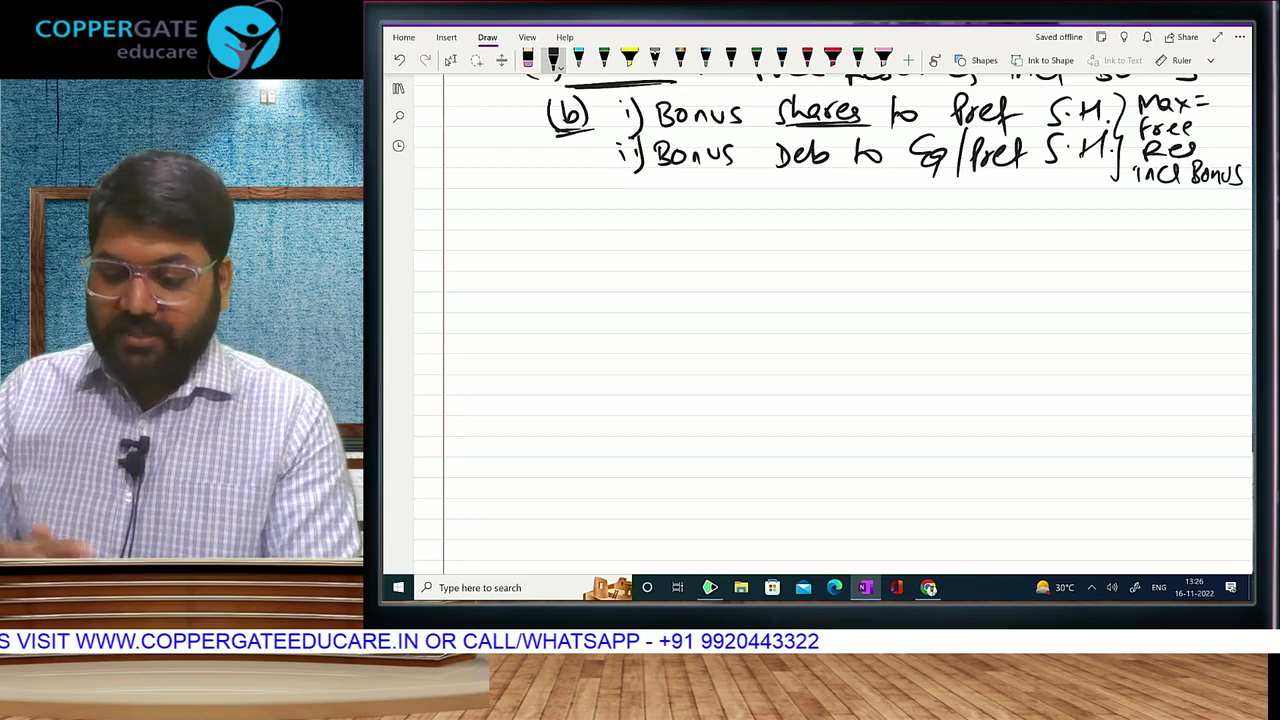 COPPERGATE
educare
Home Insert Draw View Help
Saved offline
Share
Shapes
Ink to Shape
Ink to Text
Ruler
incl
(b) i) Bonus shares to Pref S.H.
ii) Bonus Deb to Eq/Pref S.H.
Max =
Free
Res
incl Bonus
Type here to search
30°C
ENG
13:26
16-11-2022
S VISIT WWW.COPPERGATEEDUCARE.IN OR CALL/WHATSAPP - +91 9920443322